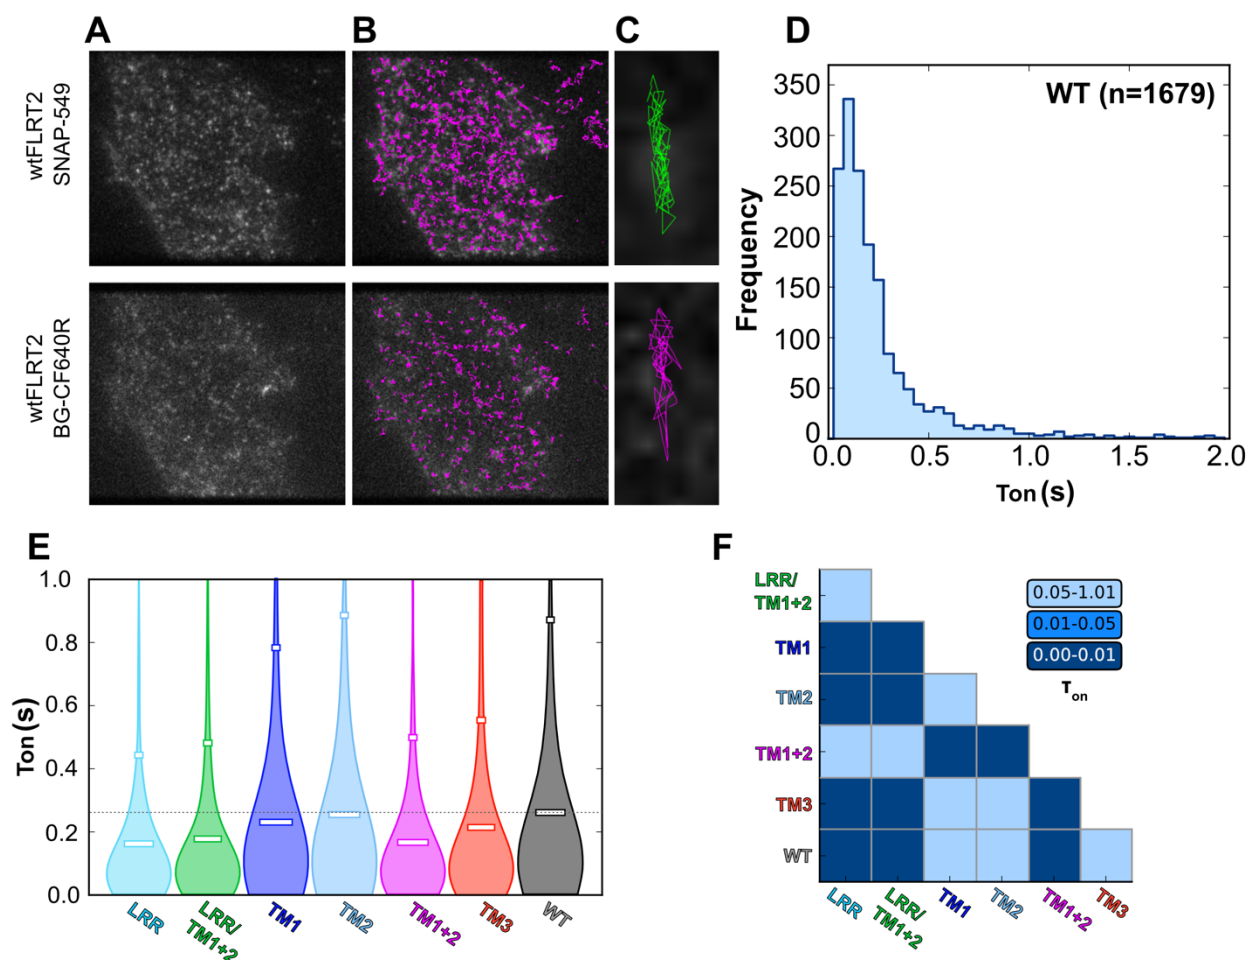 A
B
C
D
wtFLRT2
SNAP-549
wtFLRT2
BG-CF640R
WT (n=1679)
Frequency
350
300
250
200
150
100
50
0
0.0
0.5
1.0
1.5
2.0
Ton (s)
E
Ton (s)
1.0
0.8
0.6
0.4
0.2
0.0
LRR
LRR/
TM1+2
TM1
TM2
TM1+2
TM3
WT
F
LRR/
TM1+2
TM1
TM2
TM1+2
TM3
WT
0.05-1.01
0.01-0.05
0.00-0.01
τon
LRR
LRR/
TM1+2
TM1
TM2
TM1+2
TM3